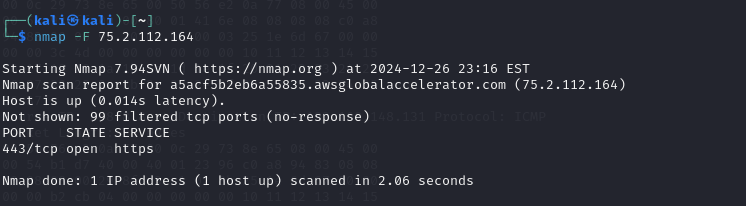 (kali㉿kali)-[~]
$ nmap -F 75.2.112.164
Starting Nmap 7.94SVN ( https://nmap.org ) at 2024-12-26 23:16 EST
Nmap scan report for a5acf5b2eb6a55835.awsglobalaccelerator.com (75.2.112.164)
Host is up (0.014s latency).
Not shown: 99 filtered tcp ports (no-response)
PORT    STATE SERVICE
443/tcp open  https
Nmap done: 1 IP address (1 host up) scanned in 2.06 seconds